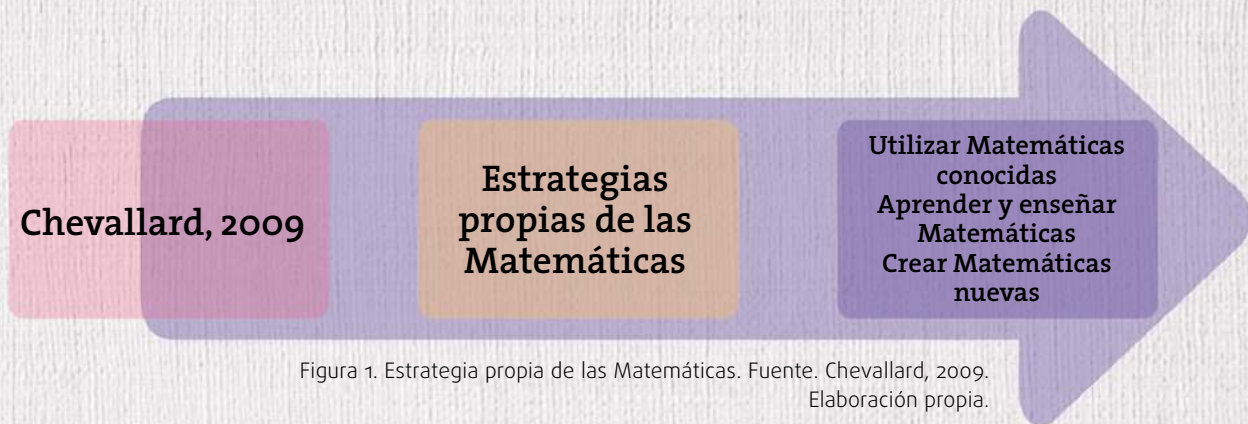 Chevallard, 2009
Estrategias
propias de las
Matemáticas
Utilizar Matemáticas
conocidas
Aprender y enseñar
Matemáticas
Crear Matemáticas
nuevas
Figura 1. Estrategia propia de las Matemáticas. Fuente. Chevallard, 2009.
Elaboración propia.